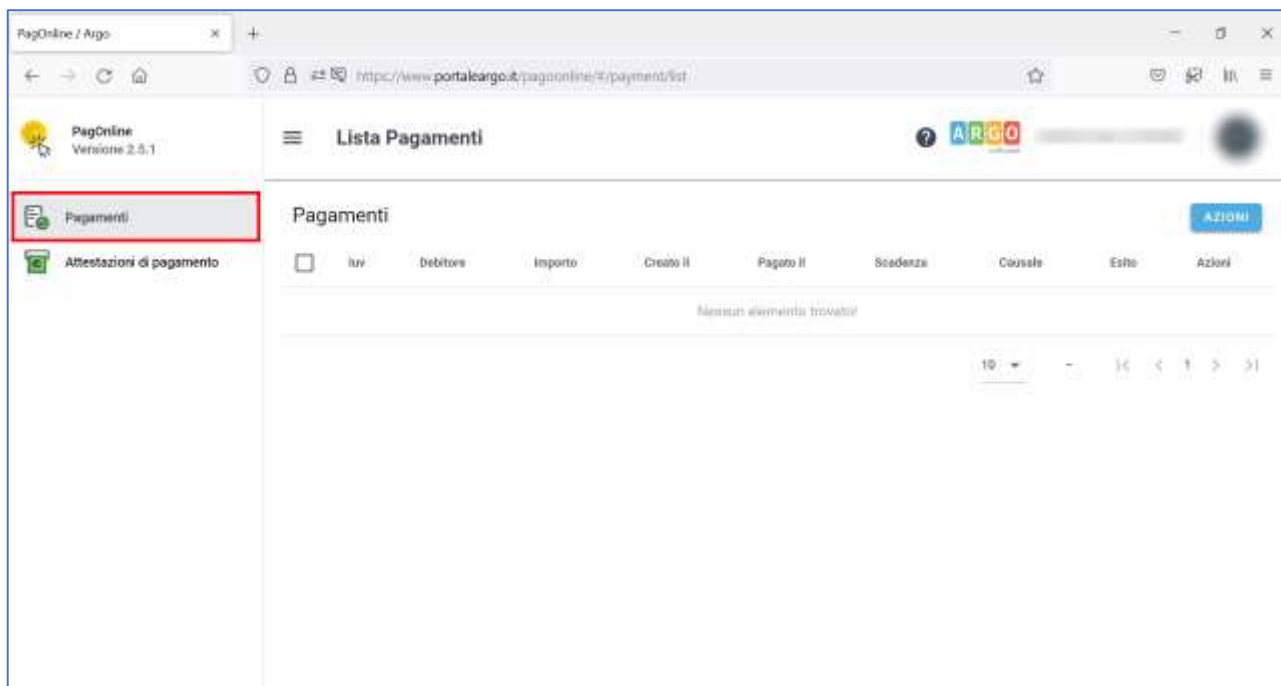 PagOnline / Argo
https://www.portaleargo.it/pagoonline/#/payment/list
PagOnline
Versione 2.5.1
Lista Pagamenti
ARGO
Pagamenti
Attestazioni di pagamento
Pagamenti
AZIONI
Iuv Debitore Importo Creato il Pagato il Scadenza Causale Esito Azioni
Nessun elemento trovato!
10 - 1